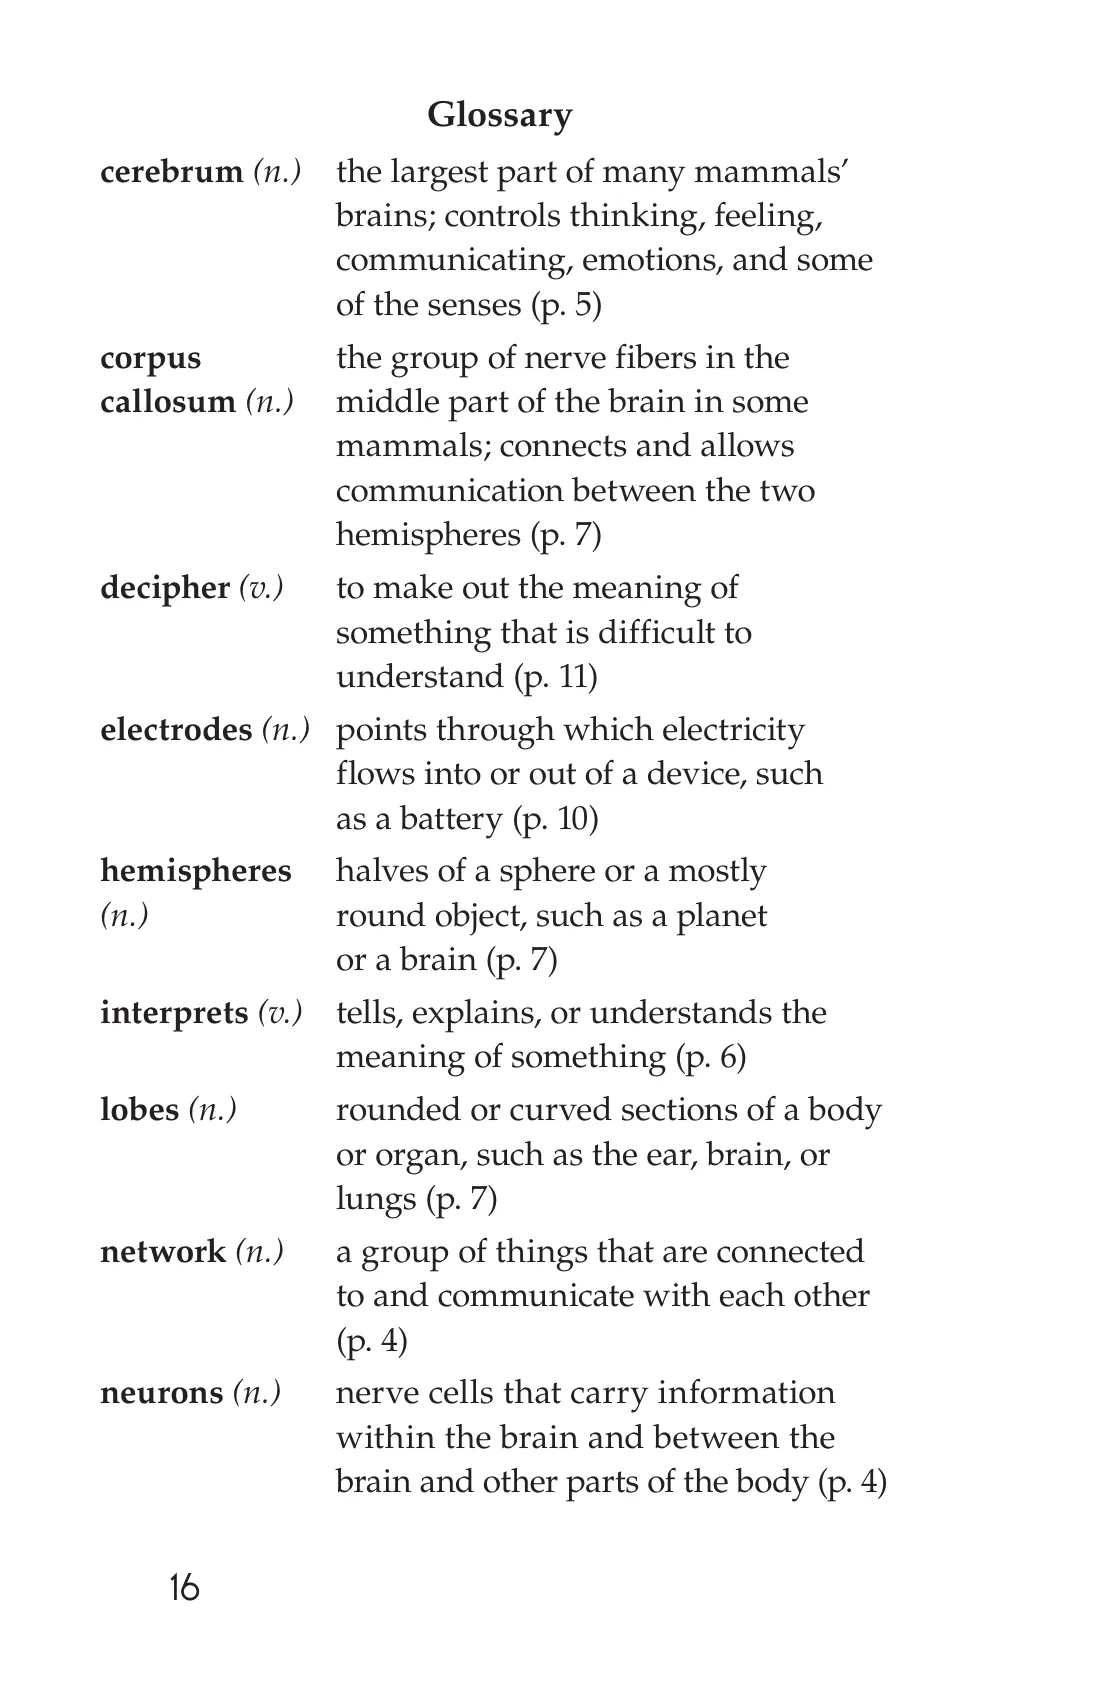 Glossary
cerebrum (n.) the largest part of many mammals’
brains; controls thinking, feeling,
communicating, emotions, and some
of the senses (p. 5)
corpus the group of nerve fibers in the
callosum (n.) middle part of the brain in some
mammals; connects and allows
communication between the two
hemispheres (p. 7)
decipher (v.) to make out the meaning of
something that is difficult to
understand (p. 11)
electrodes (n.) points through which electricity
flows into or out of a device, such
as a battery (p. 10)
hemispheres halves of a sphere or a mostly
(n.) round object, such as a planet
or a brain (p. 7)
interprets (v.) tells, explains, or understands the
meaning of something (p. 6)
lobes (n.) rounded or curved sections of a body
or organ, such as the ear, brain, or
lungs (p. 7)
network (n.) a group of things that are connected
to and communicate with each other
(p. 4)
neurons (n.) nerve cells that carry information
within the brain and between the
brain and other parts of the body (p. 4)
16